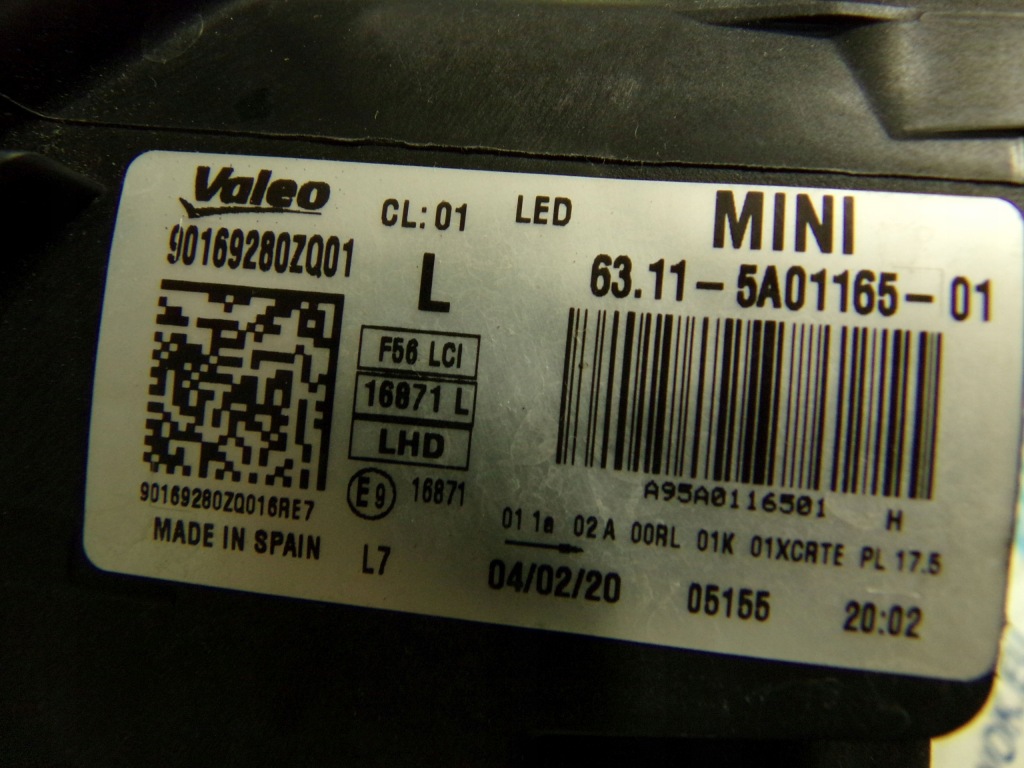 Valeo
90169280ZQ01
CL: 01
LED
MINI
L
63.11-5A01165-01
F56 LCI
16871 L
LHD
E9 16871
90169280ZQ016RE7
MADE IN SPAIN
L7
A95A0116501 H
01 1a 02A 00RL 01K 01XCRTE PL 17.5
04/02/20 05155 20:02